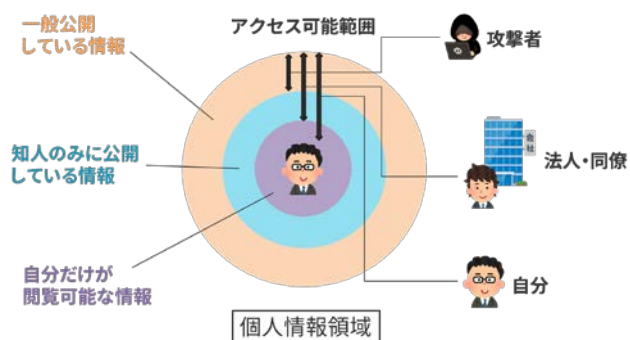 一般公開
している情報
アクセス可能範囲
攻撃者
知人のみに公開
している情報
会社
法人・同僚
自分だけが
閲覧可能な情報
自分
個人情報領域